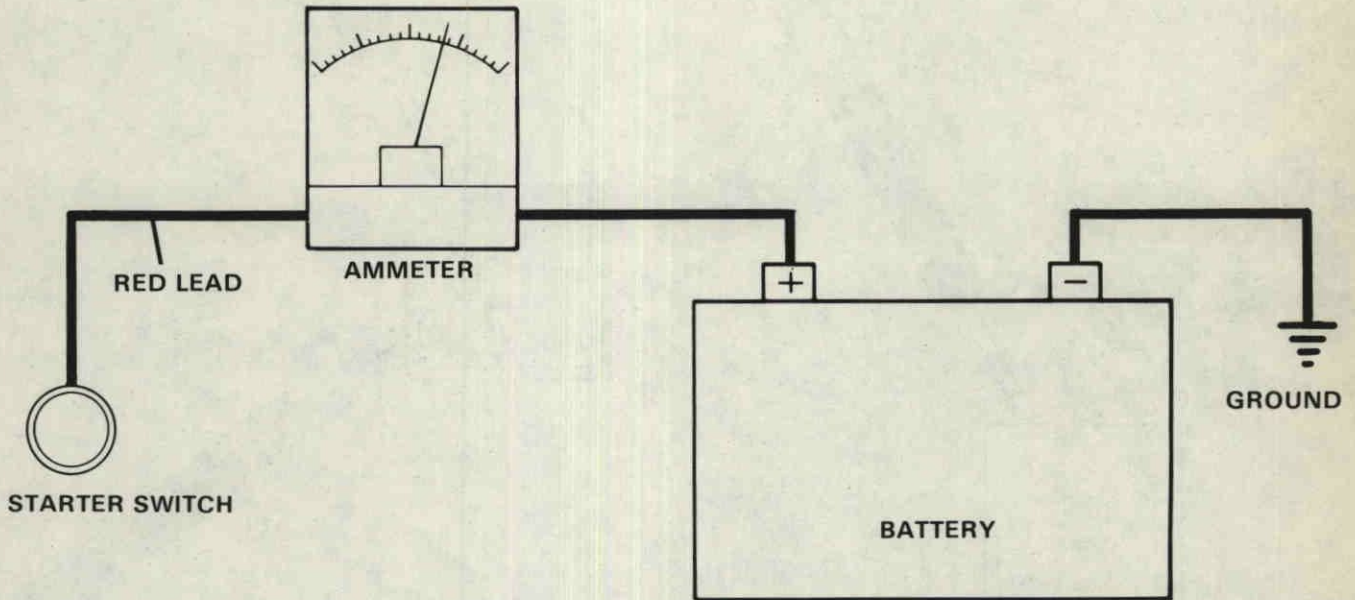 RED LEAD
AMMETER
+
−
GROUND
STARTER SWITCH
BATTERY